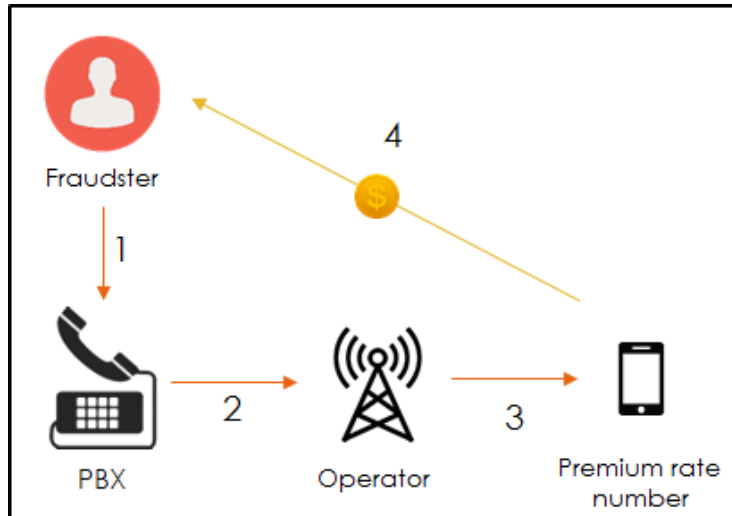 Fraudster
4
1
$
2
3
PBX
Operator
Premium rate
number